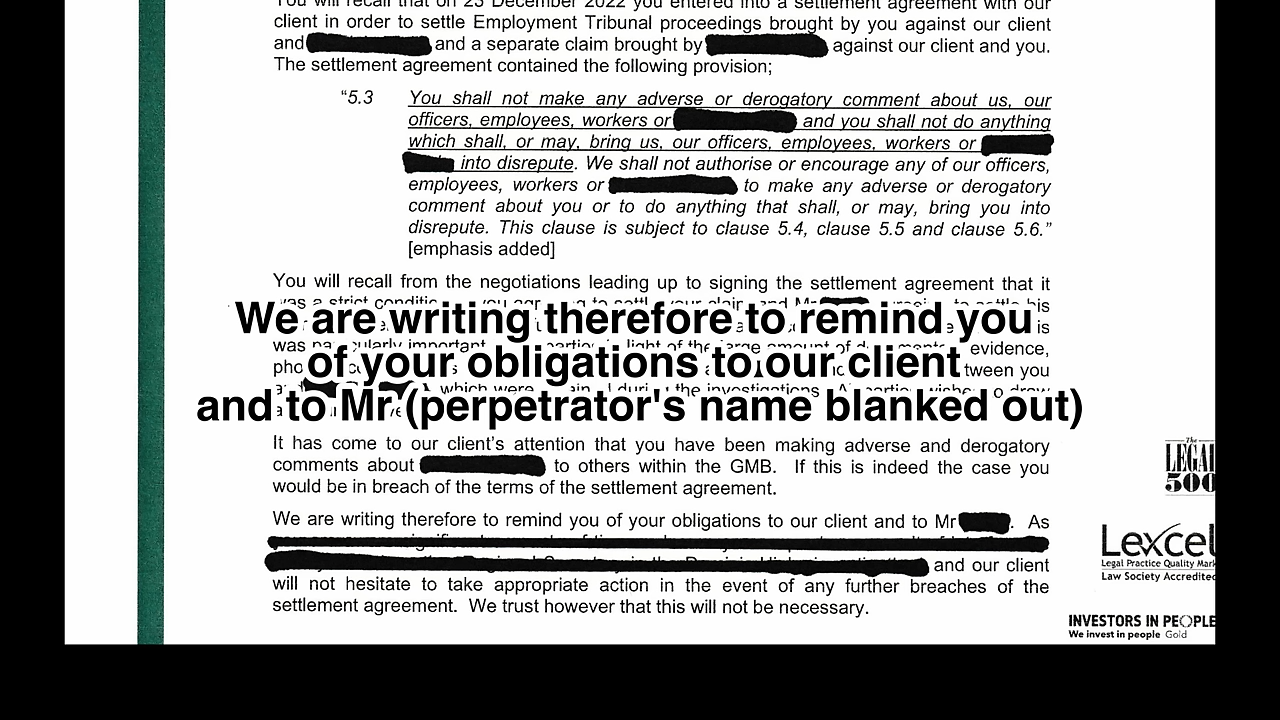 You will recall that on 23 December 2022 you entered into a settlement agreement with our
client in order to settle Employment Tribunal proceedings brought by you against our client
and and a separate claim brought by against our client and you.
The settlement agreement contained the following provision;
“5.3 You shall not make any adverse or derogatory comment about us, our
officers, employees, workers or and you shall not do anything
which shall, or may, bring us, our officers, employees, workers or
into disrepute. We shall not authorise or encourage any of our officers,
employees, workers or to make any adverse or derogatory
comment about you or to do anything that shall, or may, bring you into
disrepute. This clause is subject to clause 5.4, clause 5.5 and clause 5.6.”
[emphasis added]
You will recall from the negotiations leading up to signing the settlement agreement that it
was a strict
We are writing therefore to remind you
was particularly important evidence,
of your obligations to our client
which were during the investigations.
and to Mr (perpetrator's name blanked out)
It has come to our client’s attention that you have been making adverse and derogatory
comments about to others within the GMB. If this is indeed the case you
would be in breach of the terms of the settlement agreement.
We are writing therefore to remind you of your obligations to our client and to Mr . As
and our client
will not hesitate to take appropriate action in the event of any further breaches of the
settlement agreement. We trust however that this will not be necessary.
The
LEGAL
500
Lexcel
Legal Practice Quality Mark
Law Society Accredited
INVESTORS IN PEOPLE
We invest in people Gold